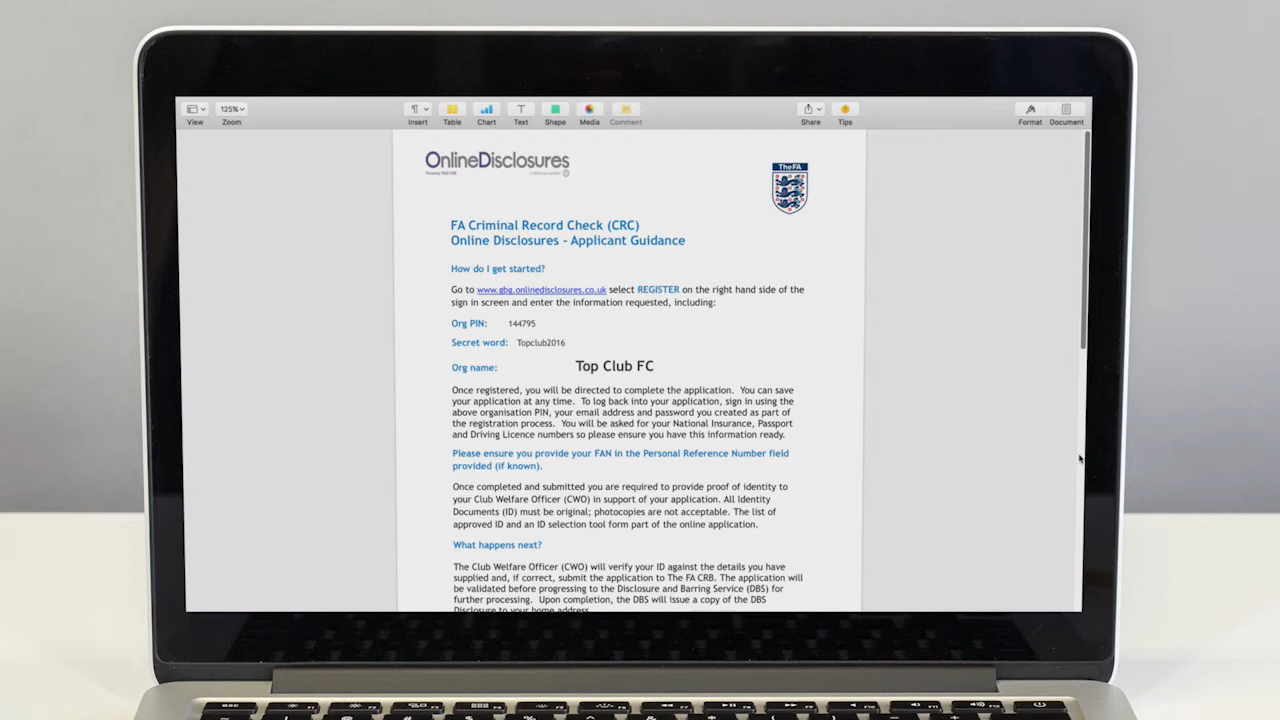 125%
View Zoom Insert Table Chart Text Shape Media Comment Share Tips Format Document
OnlineDisclosures
TheFA
FA Criminal Record Check (CRC)
Online Disclosures - Applicant Guidance
How do I get started?
Go to www.gbg.onlinedisclosures.co.uk select REGISTER on the right hand side of the
sign in screen and enter the information requested, including:
Org PIN: 144795
Secret word: Topclub2016
Org name: Top Club FC
Once registered, you will be directed to complete the application. You can save
your application at any time. To log back into your application, sign in using the
above organisation PIN, your email address and password you created as part of
the registration process. You will be asked for your National Insurance, Passport
and Driving Licence numbers so please ensure you have this information ready.
Please ensure you provide your FAN in the Personal Reference Number field
provided (if known).
Once completed and submitted you are required to provide proof of identity to
your Club Welfare Officer (CWO) in support of your application. All Identity
Documents (ID) must be original; photocopies are not acceptable. The list of
approved ID and an ID selection tool form part of the online application.
What happens next?
The Club Welfare Officer (CWO) will verify your ID against the details you have
supplied and, if correct, submit the application to The FA CRB. The application will
be validated before progressing to the Disclosure and Barring Service (DBS) for
further processing. Upon completion, the DBS will issue a copy of the DBS
Disclosure to your home address
esc